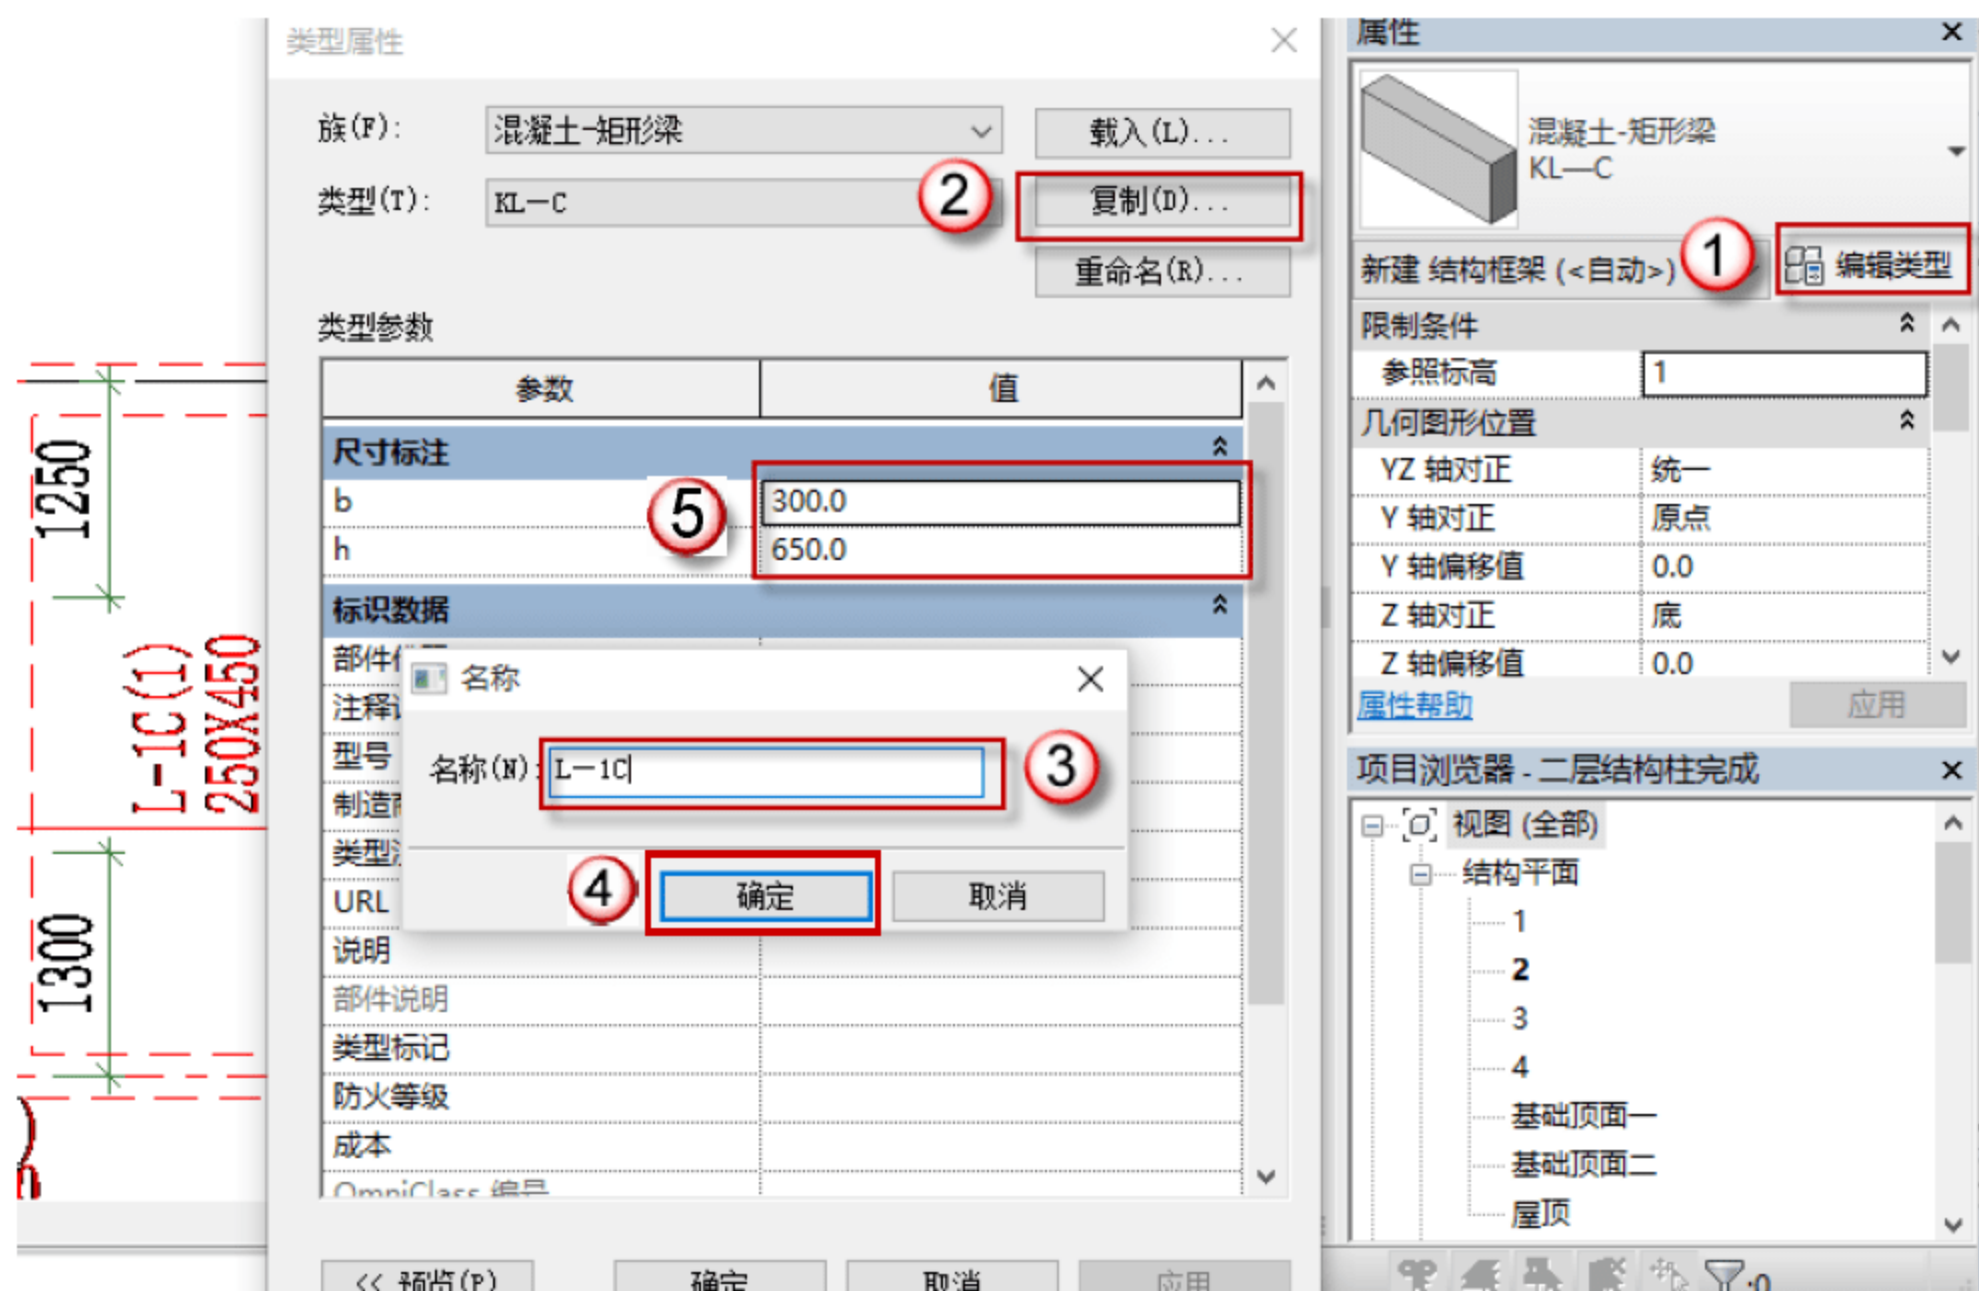 类型属性
族(F):
混凝土-矩形梁
载入(L)...
类型(T):
KL—C
②
复制(D)...
重命名(R)...
类型参数
参数
值
尺寸标注
b
300.0
⑤
h
650.0
标识数据
名称
名称(N):
L—1C
③
④
确定
取消
URL
型号
说明
部件说明
类型标记
防火等级
成本
OmniClass 编号
<< 预览(P)
确定
取消
应用
1250
L-1C(1)
250X450
1300
属性
混凝土-矩形梁
KL—C
新建 结构框架 (<自动>)
①
编辑类型
限制条件
参照标高
1
几何图形位置
YZ 轴对正
统一
Y 轴对正
原点
Y 轴偏移值
0.0
Z 轴对正
底
Z 轴偏移值
0.0
属性帮助
应用
项目浏览器 - 二层结构柱完成
视图 (全部)
结构平面
1
2
3
4
基础顶面一
基础顶面二
屋顶
:0